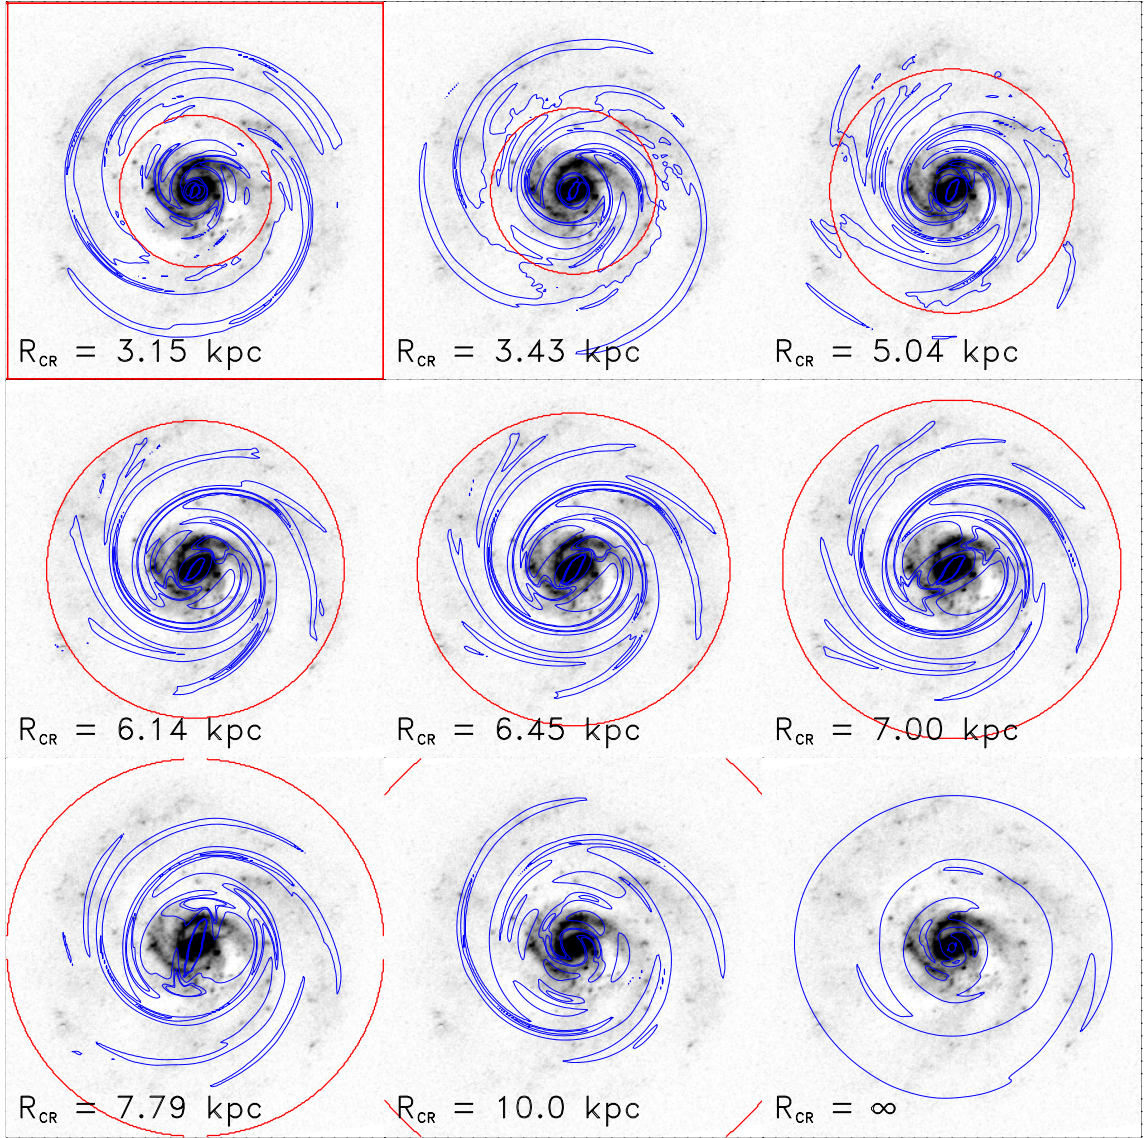 R_CR = 3.15 kpc
R_CR = 3.43 kpc
R_CR = 5.04 kpc
R_CR = 6.14 kpc
R_CR = 6.45 kpc
R_CR = 7.00 kpc
R_CR = 7.79 kpc
R_CR = 10.0 kpc
R_CR = ∞